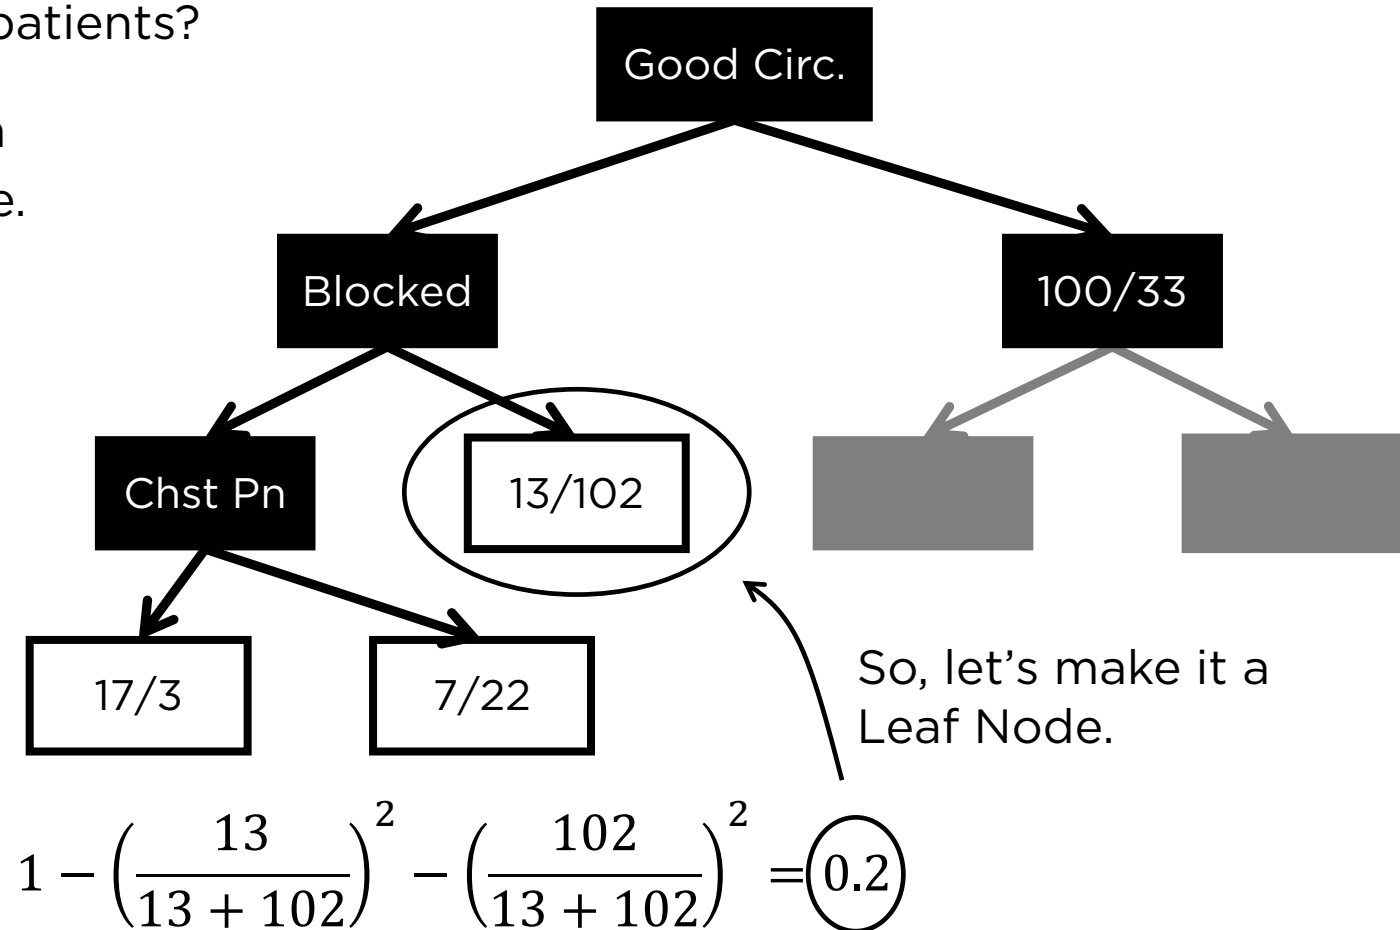 patients?
Good Circ.
e.
Blocked
100/33
Chst Pn
13/102
17/3
7/22
So, let’s make it a
Leaf Node.
1 − (13 / (13 + 102))² − (102 / (13 + 102))² = 0.2